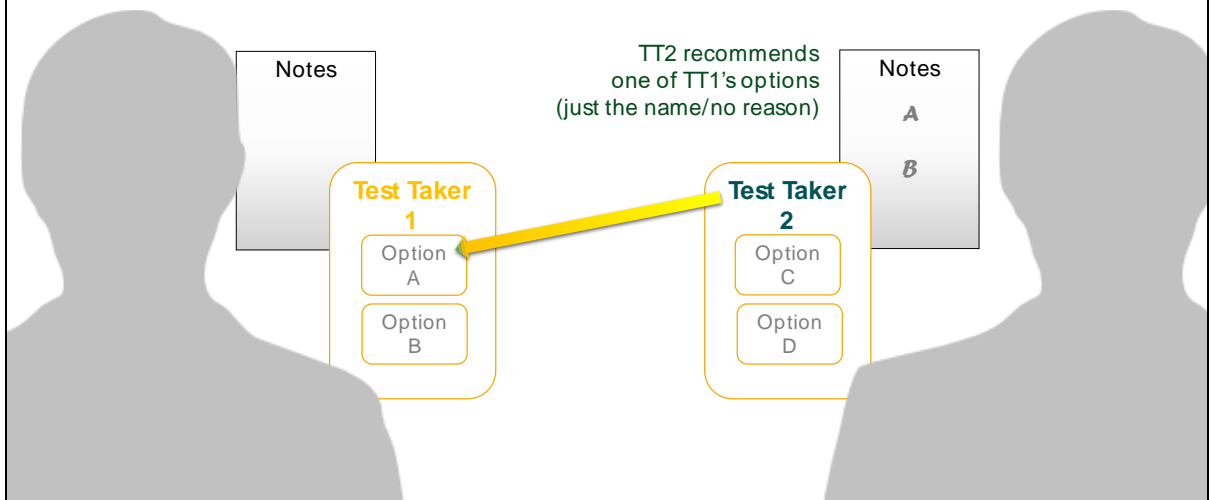 Notes
TT2 recommends
one of TT1's options
(just the name/no reason)
Notes
A
B
Test Taker
1
Option
A
Option
B
Test Taker
2
Option
C
Option
D